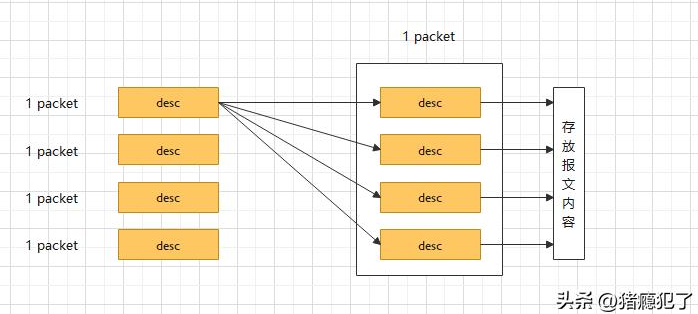 1 packet
1 packet
desc
desc
1 packet
desc
desc
1 packet
desc
desc
1 packet
desc
desc
存放报文内容
头条 @猪瘾犯了